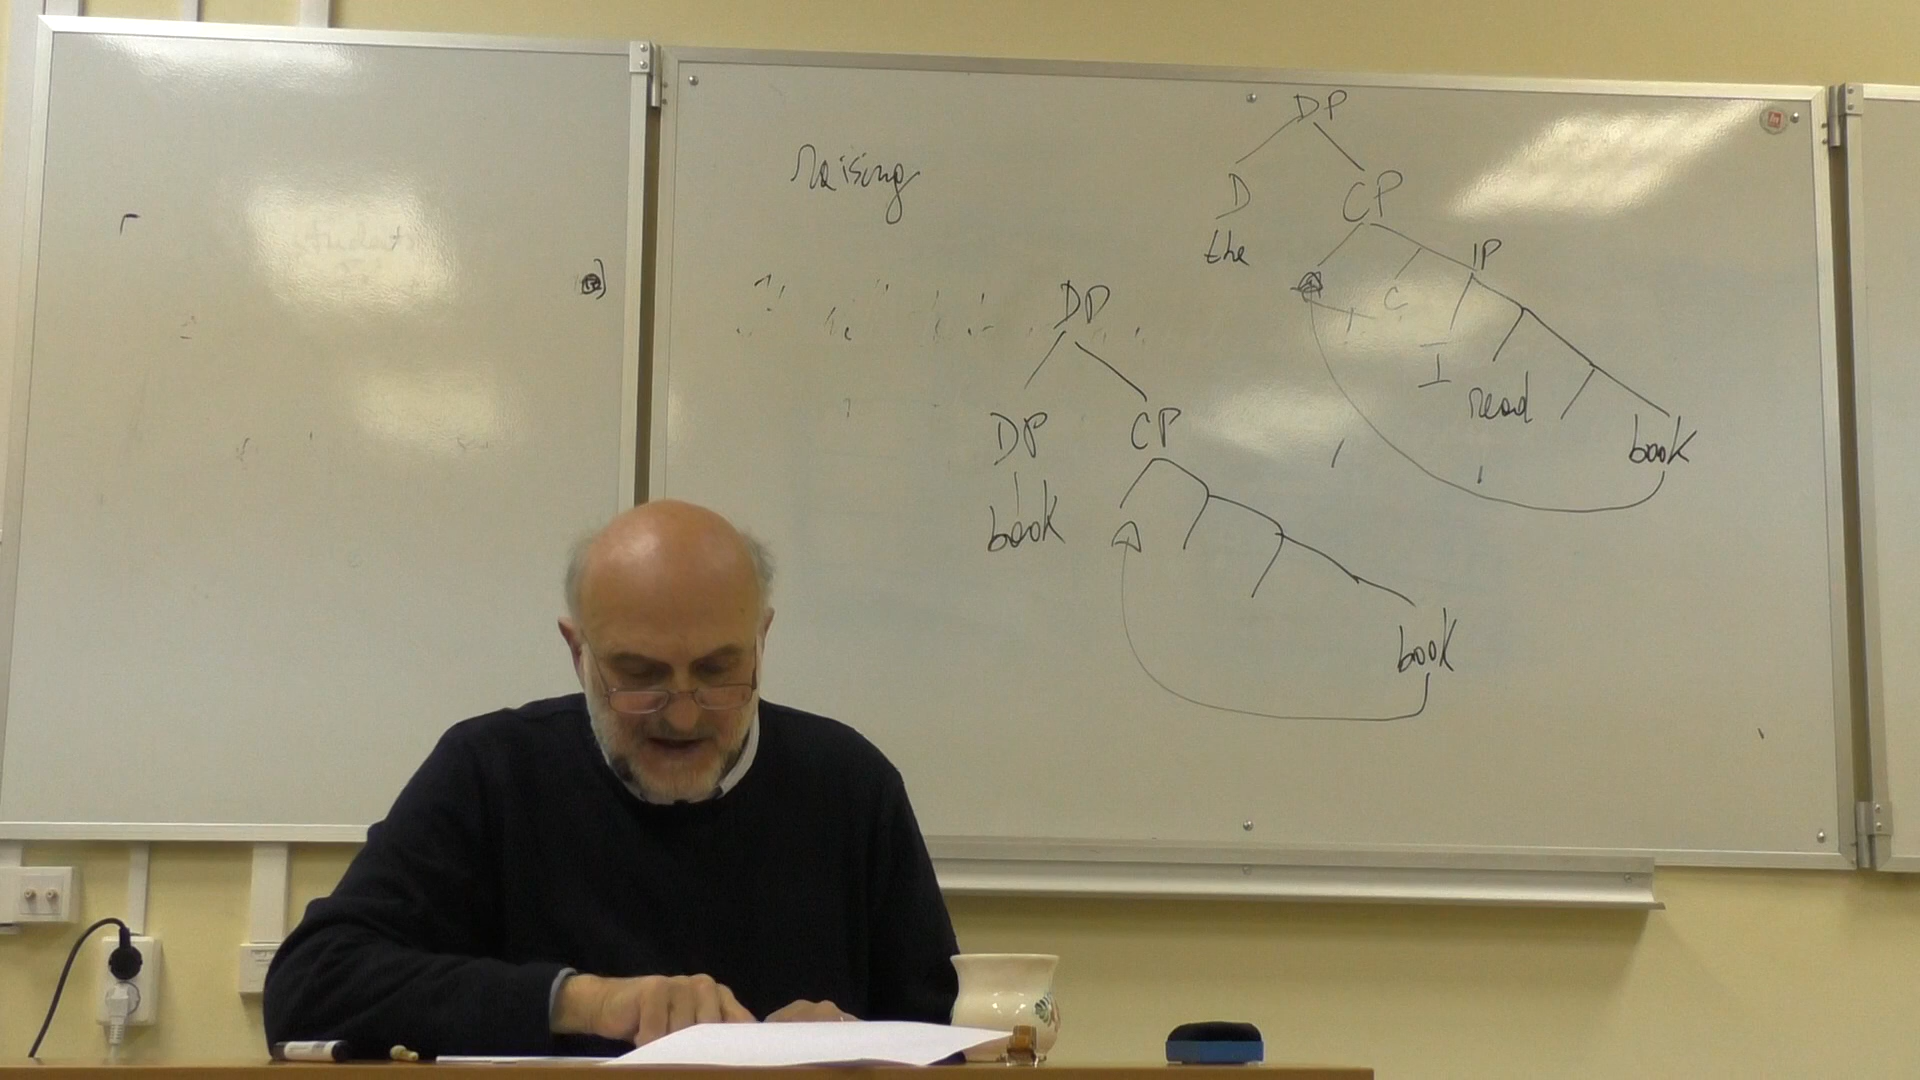 raising
DP
D CP
the
IP
C
I
read
book
DP
DP CP
book
book